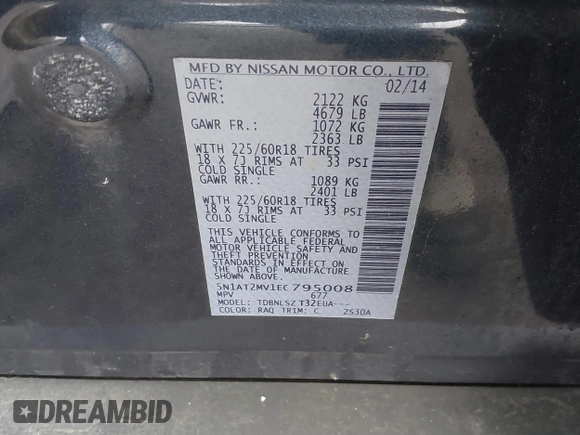 MFD BY NISSAN MOTOR CO., LTD.
DATE: 02/14
GVWR: 2122 KG
4679 LB
GAWR FR.: 1072 KG
2363 LB
WITH 225/60R18 TIRES
18 X 7J RIMS AT 33 PSI
COLD SINGLE
GAWR RR.: 1089 KG
2401 LB
WITH 225/60R18 TIRES
18 X 7J RIMS AT 33 PSI
COLD SINGLE
THIS VEHICLE CONFORMS TO
ALL APPLICABLE FEDERAL
MOTOR VEHICLE SAFETY AND
THEFT PREVENTION
STANDARDS IN EFFECT ON
THE DATE OF MANUFACTURE
SHOWN ABOVE.
5N1AT2MV1EC795008
MPV 677
MODEL: TDBNLSZ T32EUA---
COLOR: RAQ TRIM: C ZS30A
DREAMBID